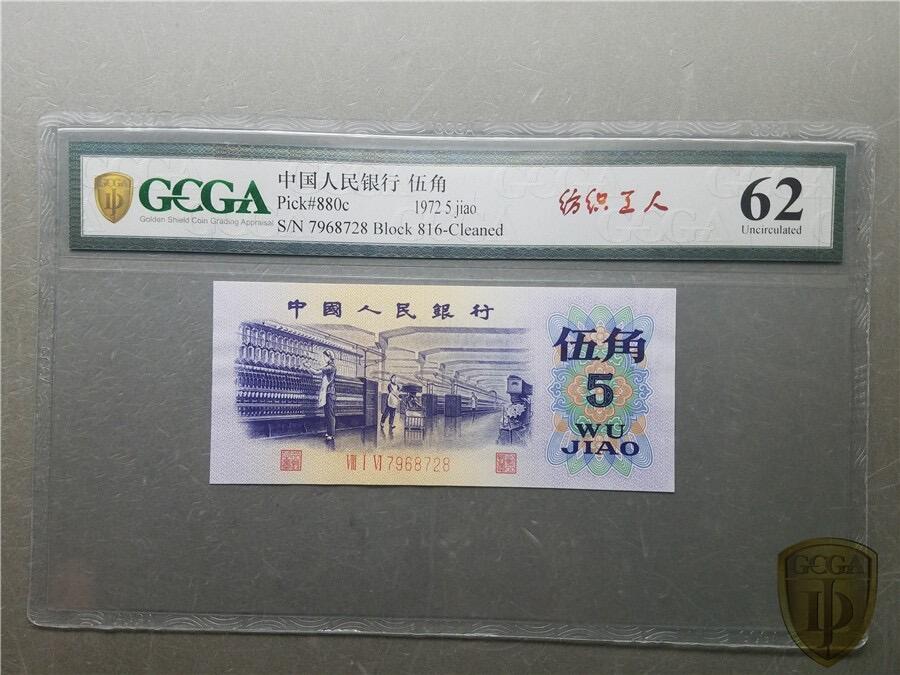 GCGA
Golden Shield Coin Grading Appraisal
中国人民银行 伍角
Pick#880c 1972 5 jiao
S/N 7968728 Block 816-Cleaned
纺织工人
62
Uncirculated
中國人民銀行
伍角
5
WU
JIAO
VIII I VI 7968728
GCGA